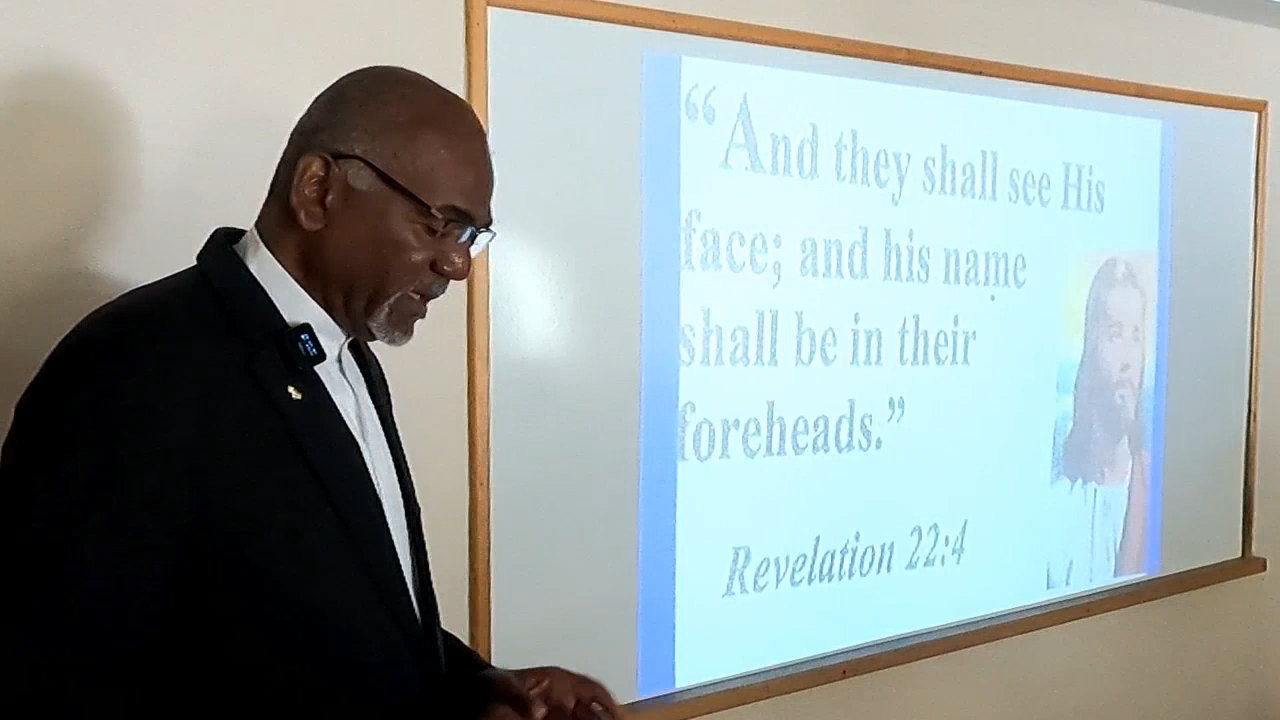 “And they shall see His
face; and his name
shall be in their
foreheads.”
Revelation 22:4